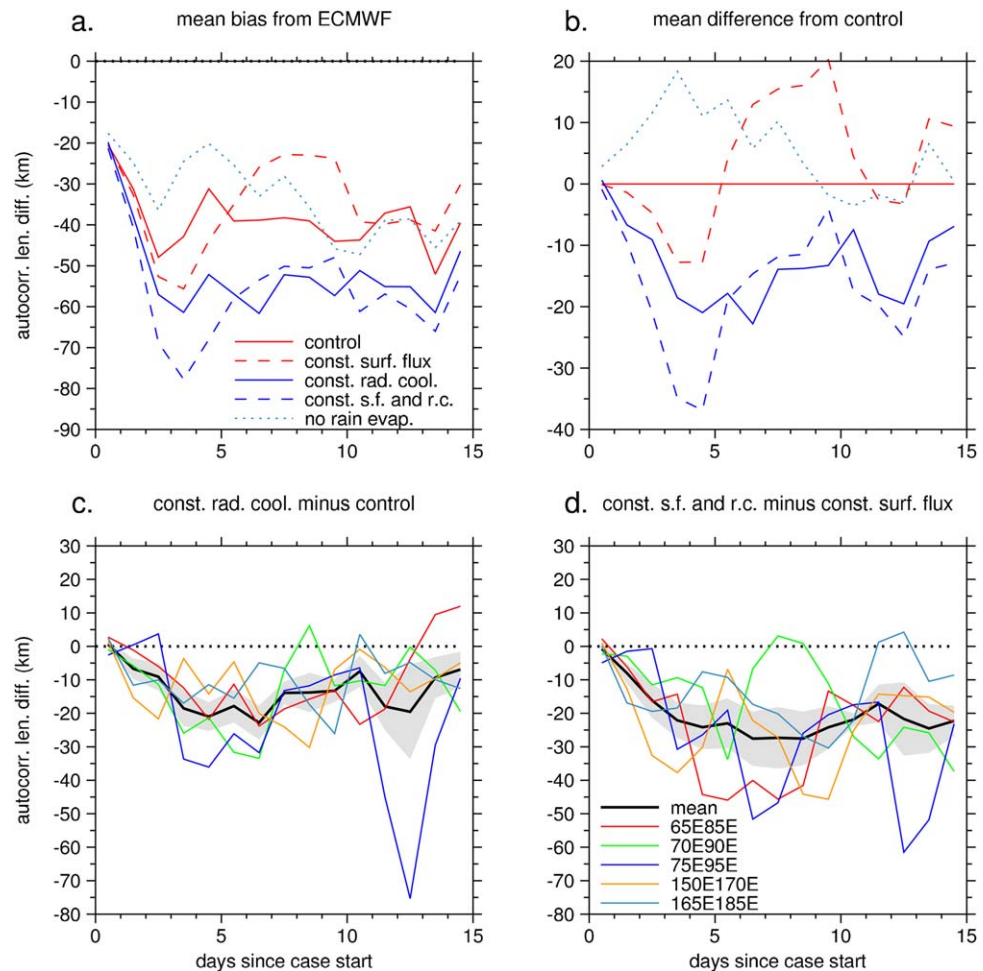 a. mean bias from ECMWF
b. mean difference from control
autocorr. len. diff. (km)
0
-10
-20
-30
-40
-50
-60
-70
-80
-90
control
const. surf. flux
const. rad. cool.
const. s.f. and r.c.
no rain evap.
0 5 10 15
20
10
0
-10
-20
-30
-40
0 5 10 15
c. const. rad. cool. minus control
d. const. s.f. and r.c. minus const. surf. flux
autocorr. len. diff. (km)
30
20
10
0
-10
-20
-30
-40
-50
-60
-70
-80
0 5 10 15
days since case start
30
20
10
0
-10
-20
-30
-40
-50
-60
-70
-80
mean
65E85E
70E90E
75E95E
150E170E
165E185E
0 5 10 15
days since case start